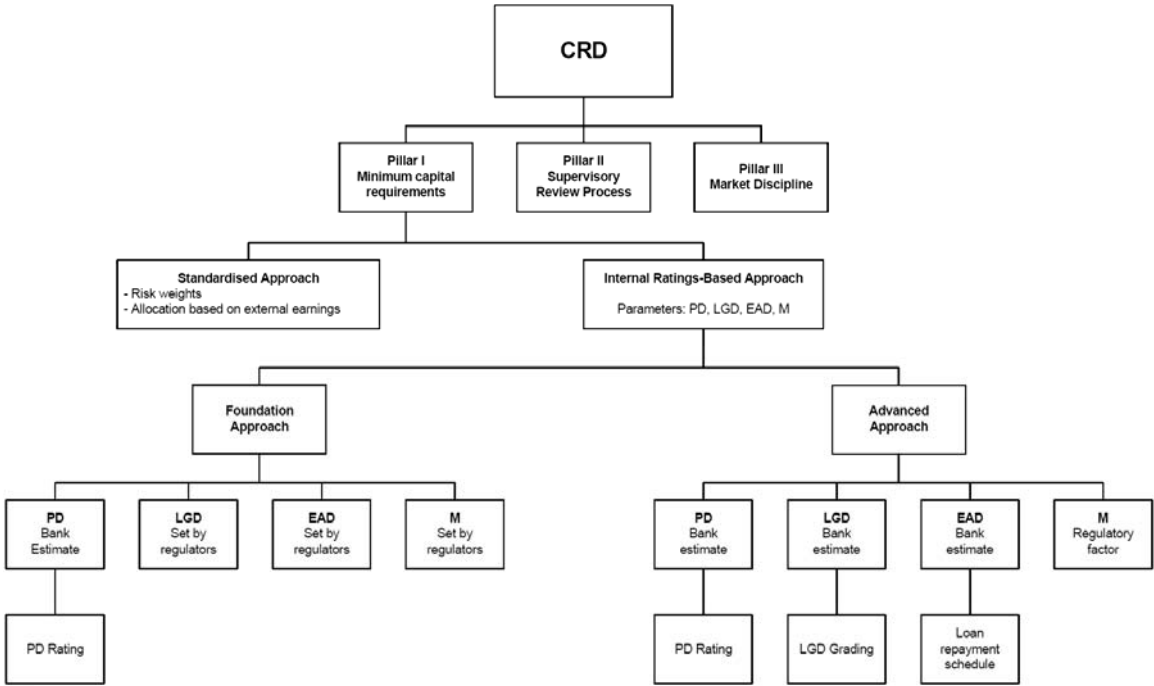 CRD
Pillar I
Minimum capital
requirements
Pillar II
Supervisory
Review Process
Pillar III
Market Discipline
Standardised Approach
- Risk weights
- Allocation based on external earnings
Internal Ratings-Based Approach
Parameters: PD, LGD, EAD, M
Foundation
Approach
Advanced
Approach
PD
Bank
Estimate
LGD
Set by
regulators
EAD
Set by
regulators
M
Set by
regulators
PD
Bank
estimate
LGD
Bank
estimate
EAD
Bank
estimate
M
Regulatory
factor
PD Rating
PD Rating
LGD Grading
Loan
repayment
schedule